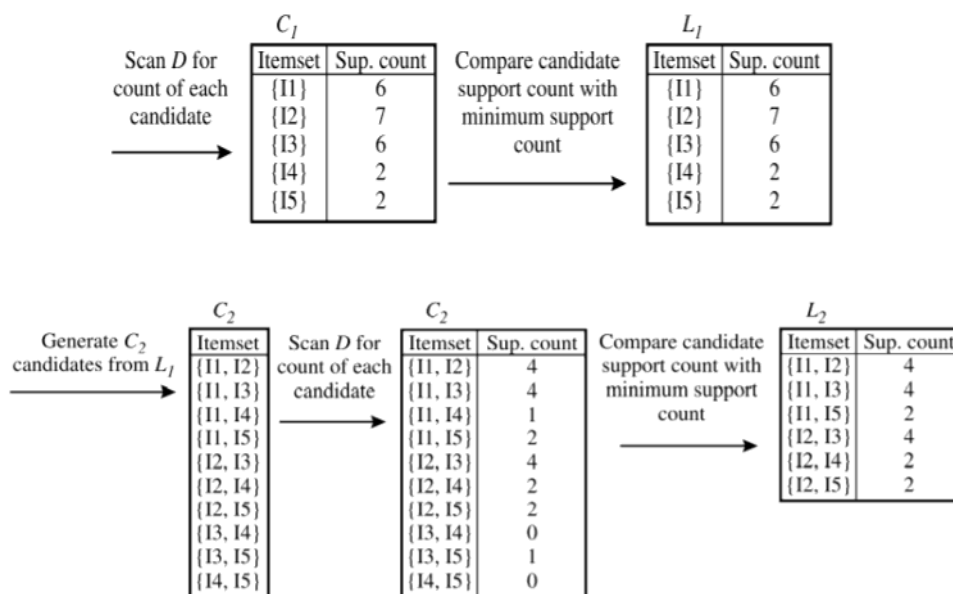 C1
L1
Scan D for
count of each
candidate
Itemset Sup. count
{I1} 6
{I2} 7
{I3} 6
{I4} 2
{I5} 2
Compare candidate
support count with
minimum support
count
Itemset Sup. count
{I1} 6
{I2} 7
{I3} 6
{I4} 2
{I5} 2
C2
C2
L2
Generate C2
candidates from L1
Itemset
{I1, I2}
{I1, I3}
{I1, I4}
{I1, I5}
{I2, I3}
{I2, I4}
{I2, I5}
{I3, I4}
{I3, I5}
{I4, I5}
Scan D for
count of each
candidate
Itemset Sup. count
{I1, I2} 4
{I1, I3} 4
{I1, I4} 1
{I1, I5} 2
{I2, I3} 4
{I2, I4} 2
{I2, I5} 2
{I3, I4} 0
{I3, I5} 1
{I4, I5} 0
Compare candidate
support count with
minimum support
count
Itemset Sup. count
{I1, I2} 4
{I1, I3} 4
{I1, I5} 2
{I2, I3} 4
{I2, I4} 2
{I2, I5} 2